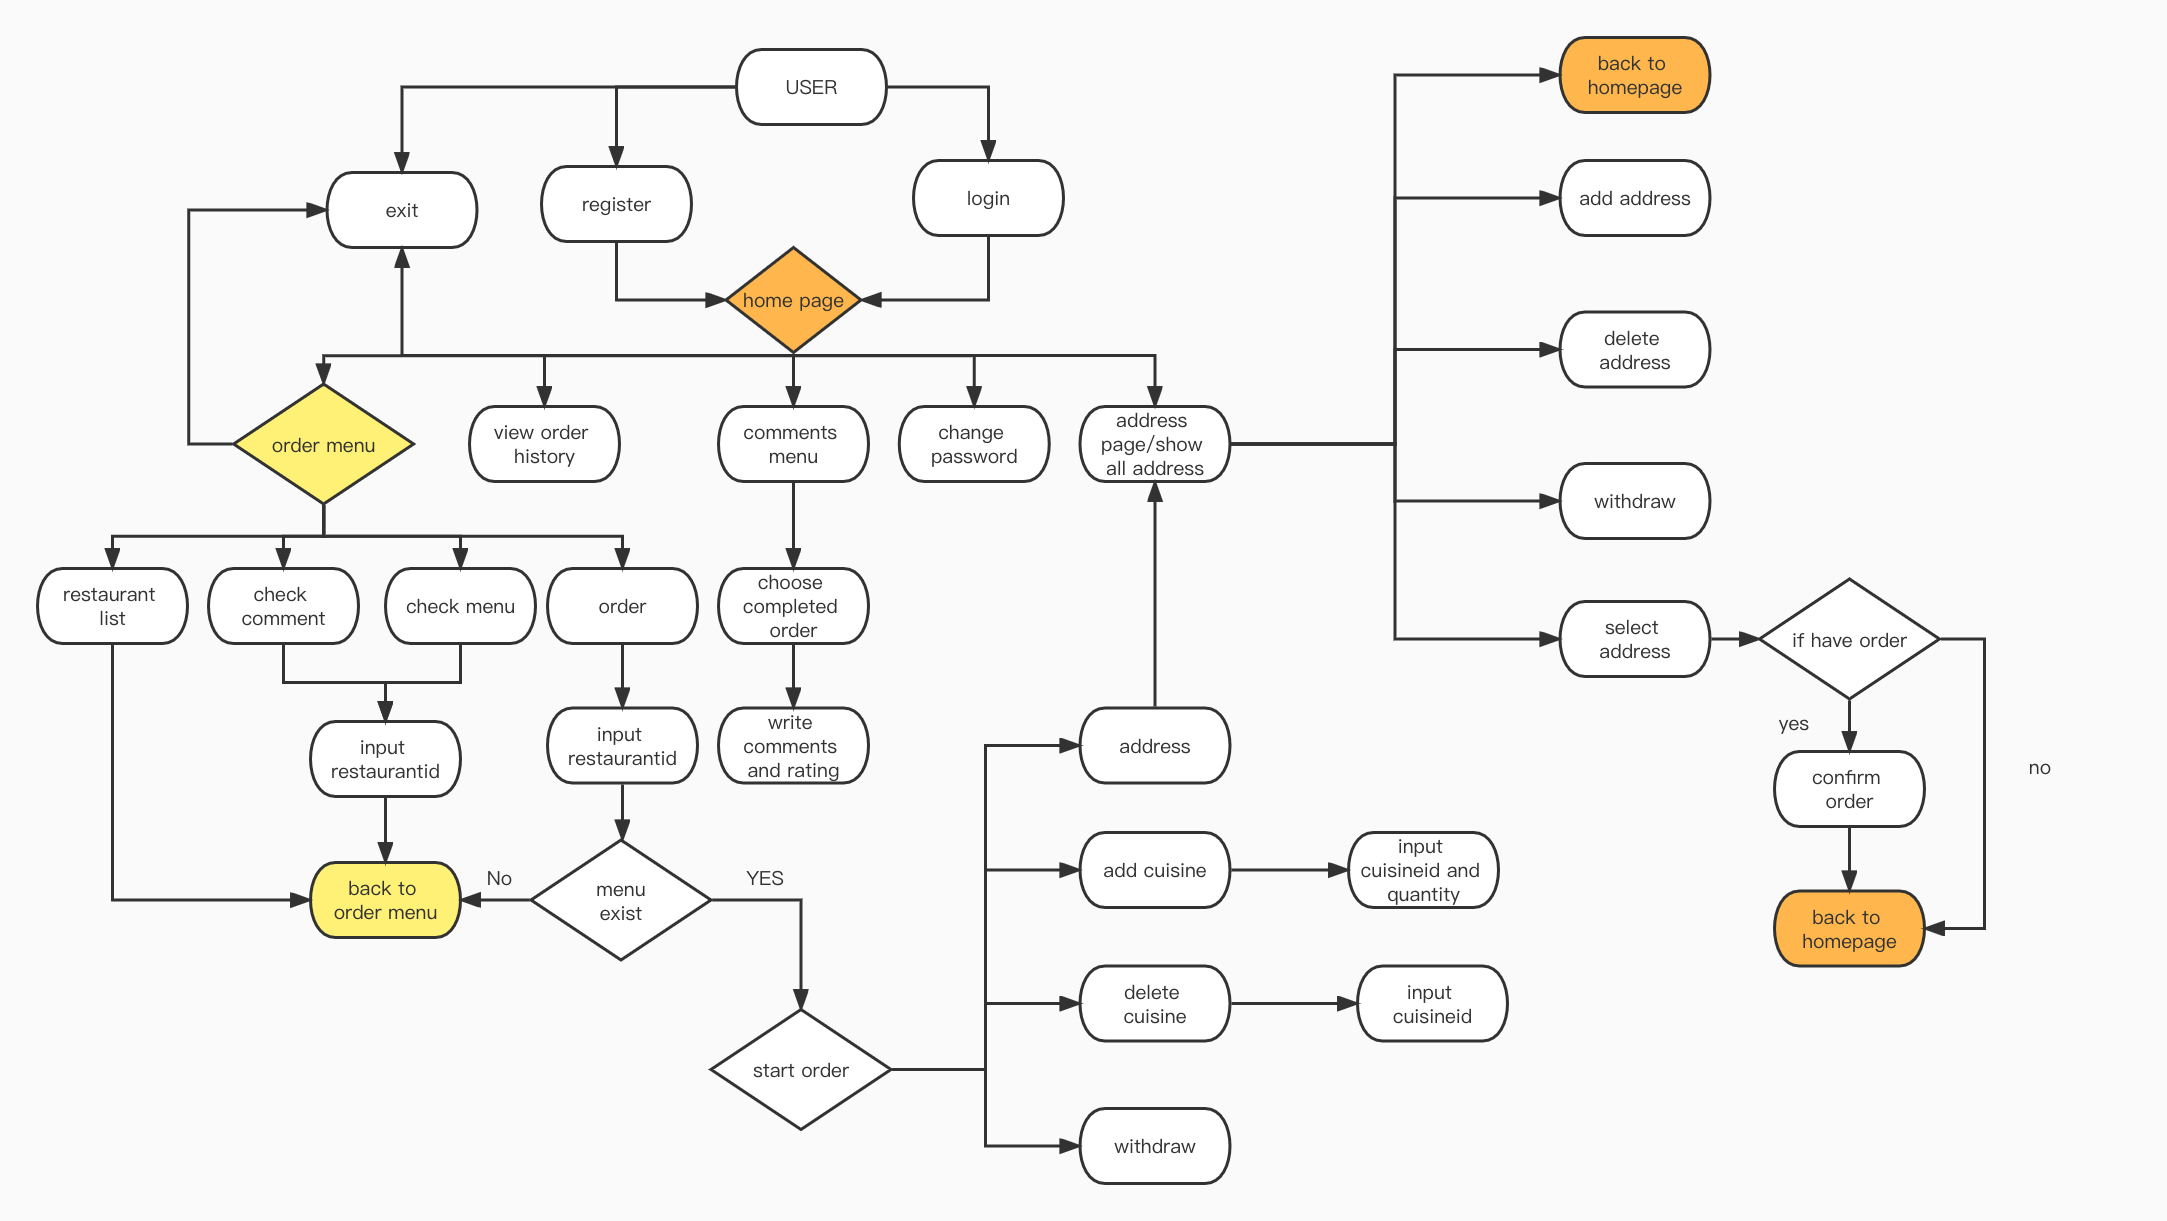 USER
back to
homepage
exit
register
login
add address
home page
delete
address
order menu
view order
history
comments
menu
change
password
address
page/show
all address
withdraw
restaurant
list
check
comment
check menu
order
choose
completed
order
select
address
if have order
input
restaurantid
input
restaurantid
write
comments
and rating
address
yes
no
confirm
order
back to
order menu
No
menu
exist
YES
add cuisine
input
cuisineid and
quantity
back to
homepage
delete
cuisine
input
cuisineid
start order
withdraw